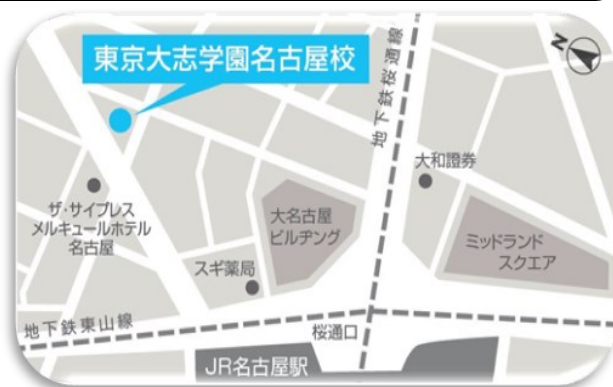 東京大志学園名古屋校
N
地下鉄桜通線
大和證券
ザ・サイプレス
メルキュールホテル
名古屋
大名古屋
ビルヂング
ミッドランド
スクエア
スギ薬局
地下鉄東山線
桜通口
JR名古屋駅